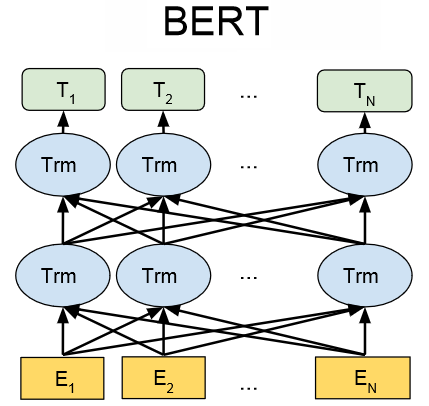 BERT
T1 T2 ... TN
Trm Trm ... Trm
Trm Trm ... Trm
E1 E2 ... EN